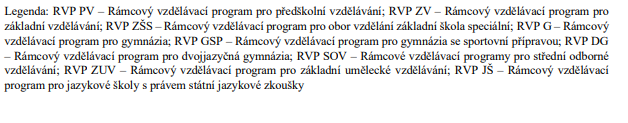 Legenda: RVP PV – Rámcový vzdělávací program pro předškolní vzdělávání; RVP ZV – Rámcový vzdělávací program pro
základní vzdělávání; RVP ZŠS – Rámcový vzdělávací program pro obor vzdělání základní škola speciální; RVP G – Rámcový
vzdělávací program pro gymnázia; RVP GSP – Rámcový vzdělávací program pro gymnázia se sportovní přípravou; RVP DG
– Rámcový vzdělávací program pro dvojjazyčná gymnázia; RVP SOV – Rámcové vzdělávací programy pro střední odborné
vzdělávání; RVP ZUV – Rámcový vzdělávací program pro základní umělecké vzdělávání; RVP JŠ – Rámcový vzdělávací
program pro jazykové školy s právem státní jazykové zkoušky